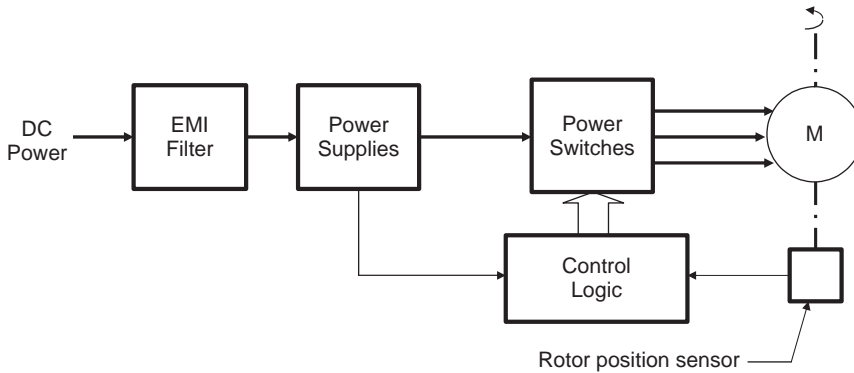 DC
Power
EMI
Filter
Power
Supplies
Power
Switches
M
Control
Logic
Rotor position sensor